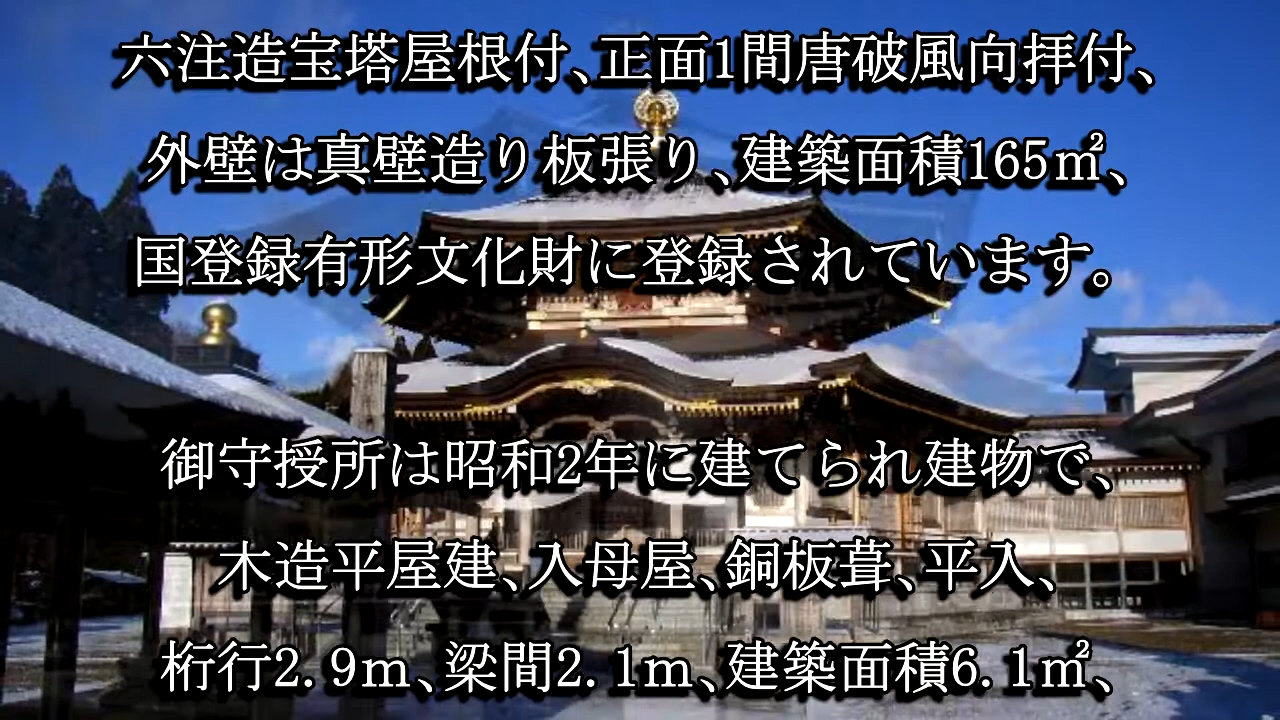 六注造宝塔屋根付、正面1間唐破風向拝付、
外壁は真壁造り板張り、建築面積165㎡、
国登録有形文化財に登録されています。
御守授所は昭和2年に建てられ建物で、
木造平屋建、入母屋、銅板葺、平入、
桁行2.9m、梁間2.1m、建築面積6.1㎡、